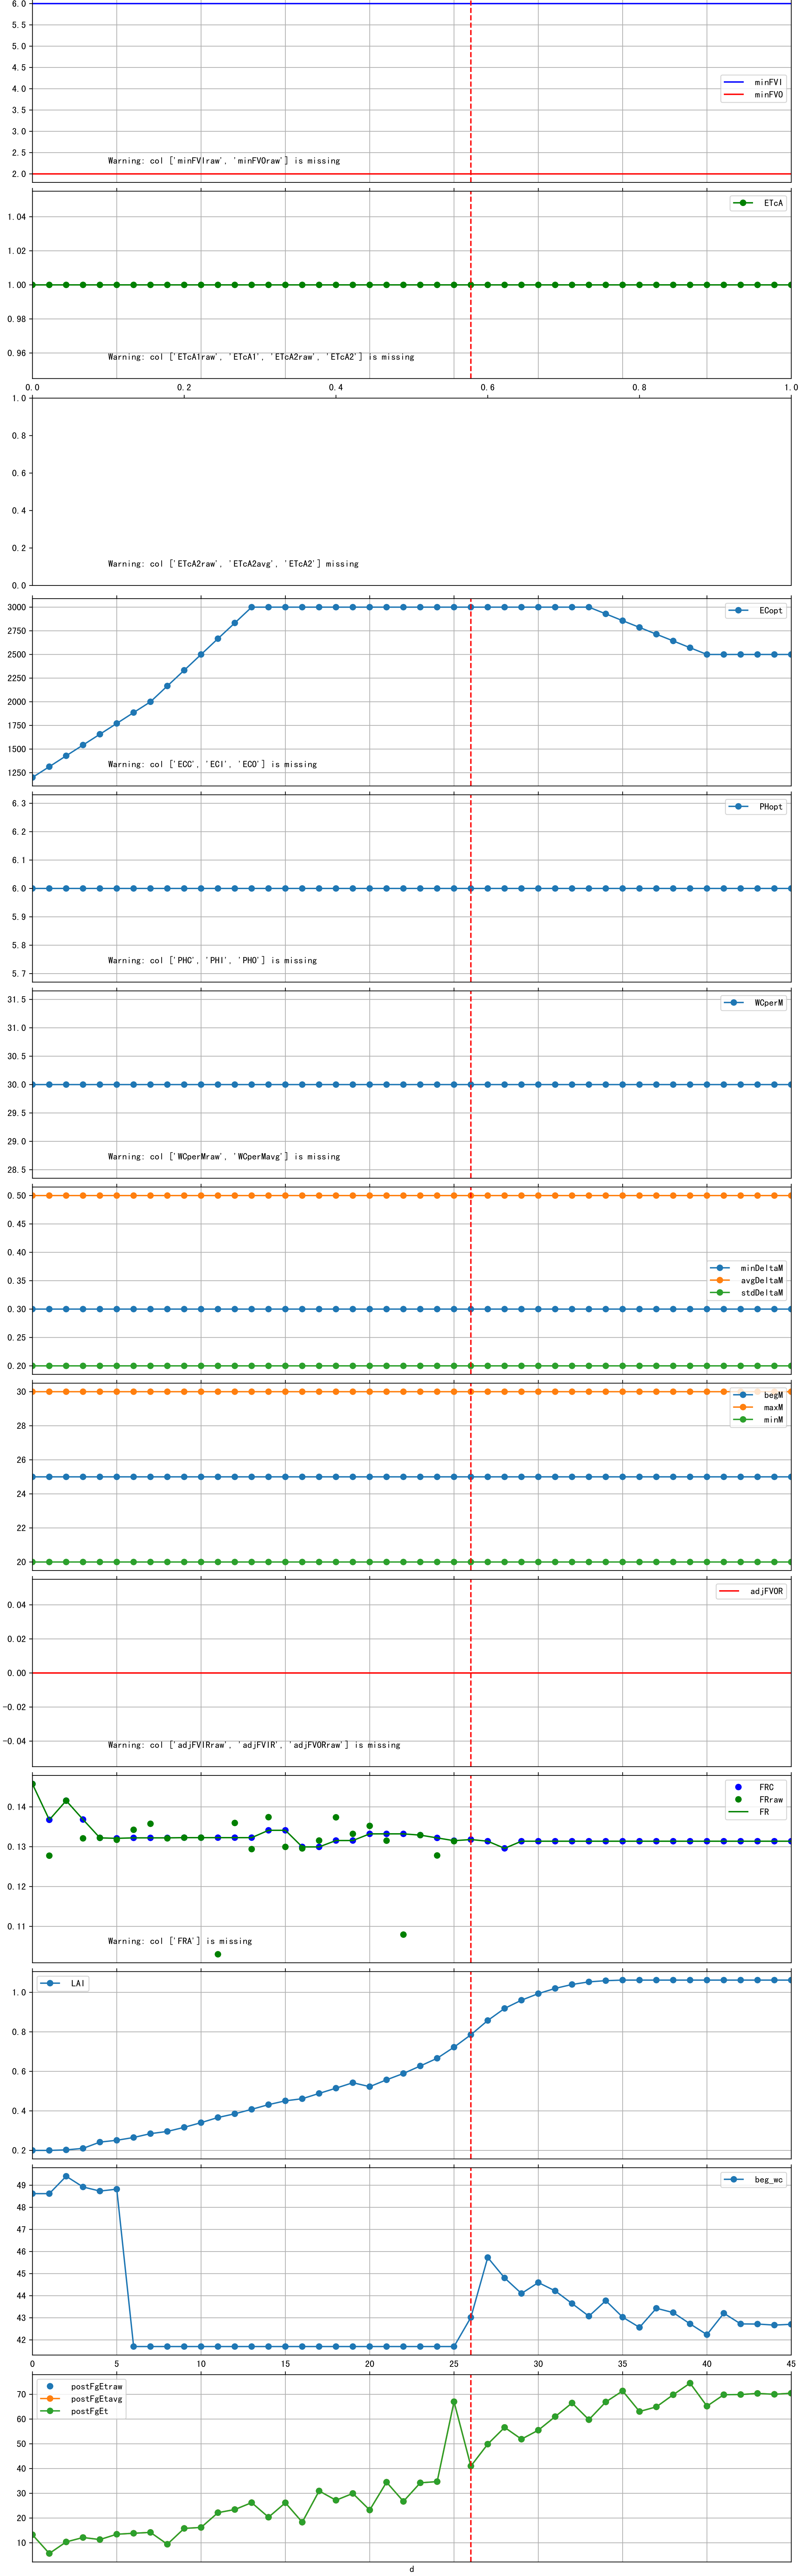 6.0
5.5
5.0
4.5
4.0
3.5
3.0
2.5
2.0
minFVI
minFVO
Warning: col ['minFVIraw', 'minFVOraw'] is missing
1.04
1.02
1.00
0.98
0.96
ETcA
Warning: col ['ETcA1raw', 'ETcA1', 'ETcA2raw', 'ETcA2'] is missing
0.0 0.2 0.4 0.6 0.8 1.0
1.0
0.8
0.6
0.4
0.2
0.0
Warning: col ['ETcA2raw', 'ETcA2avg', 'ETcA2'] missing
3000
2750
2500
2250
2000
1750
1500
1250
ECopt
Warning: col ['ECC', 'ECI', 'ECO'] is missing
6.3
6.2
6.1
6.0
5.9
5.8
5.7
PHopt
Warning: col ['PHC', 'PHI', 'PHO'] is missing
31.5
31.0
30.5
30.0
29.5
29.0
28.5
WCperM
Warning: col ['WCperMraw', 'WCperMavg'] is missing
0.50
0.45
0.40
0.35
0.30
0.25
0.20
minDeltaM
avgDeltaM
stdDeltaM
30
28
26
24
22
20
begM
maxM
minM
0.04
0.02
0.00
-0.02
-0.04
adjFVOR
Warning: col ['adjFVIRraw', 'adjFVIR', 'adjFVORraw'] is missing
0.14
0.13
0.12
0.11
FRC
FRraw
FR
Warning: col ['FRA'] is missing
1.0
0.8
0.6
0.4
0.2
LAI
49
48
47
46
45
44
43
42
beg_wc
0 5 10 15 20 25 30 35 40 45
70
60
50
40
30
20
10
postFgEtraw
postFgEtavg
postFgEt
d